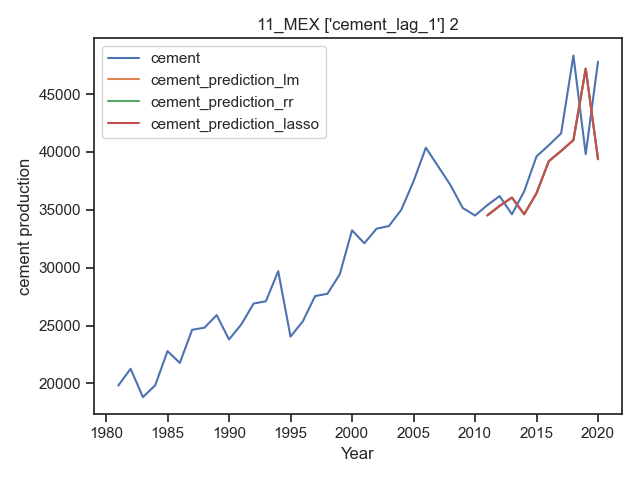 11_MEX ['cement_lag_1'] 2
cement
cement_prediction_lm
cement_prediction_rr
cement_prediction_lasso
cement production
45000
40000
35000
30000
25000
20000
1980 1985 1990 1995 2000 2005 2010 2015 2020
Year